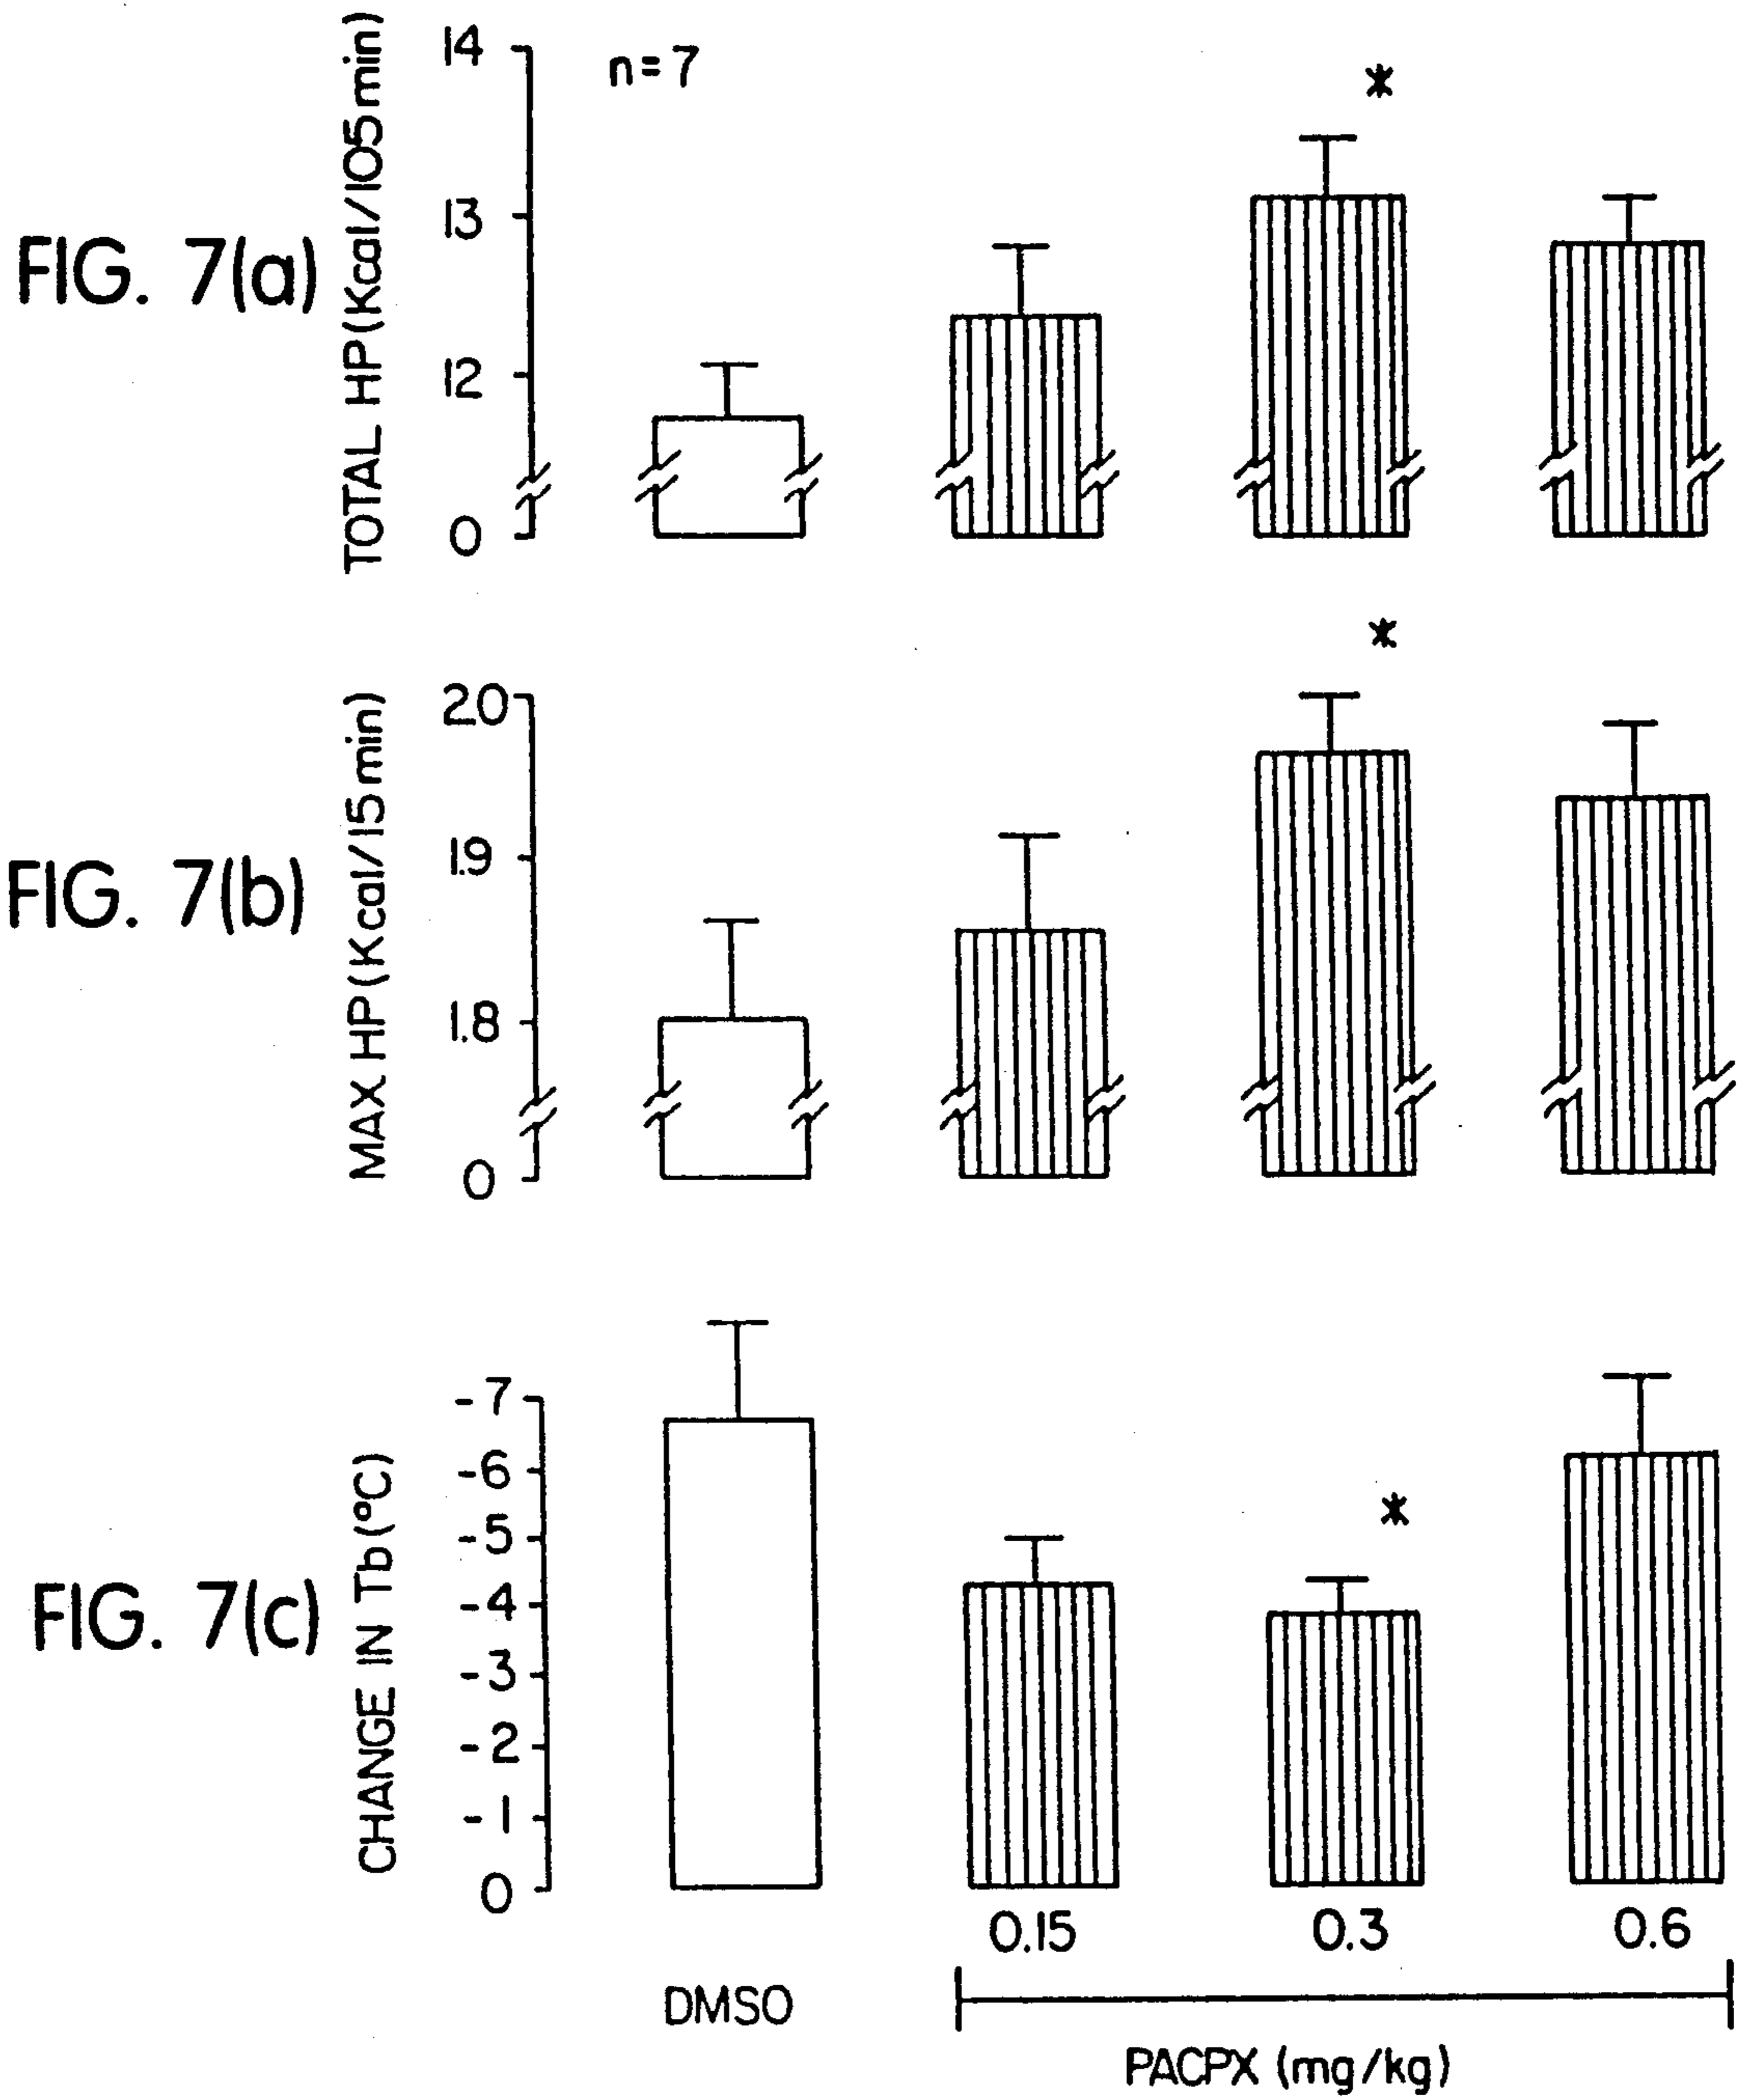 FIG. 7(a)
TOTAL HP (Kcal/105 min)
14
13
12
0
n=7
*
FIG. 7(b)
MAX HP (Kcal/15 min)
2.0
1.9
1.8
0
*
FIG. 7(c)
CHANGE IN Tb (°C)
-7
-6
-5
-4
-3
-2
-1
0
*
0.15 0.3 0.6
DMSO
PACPX (mg/kg)